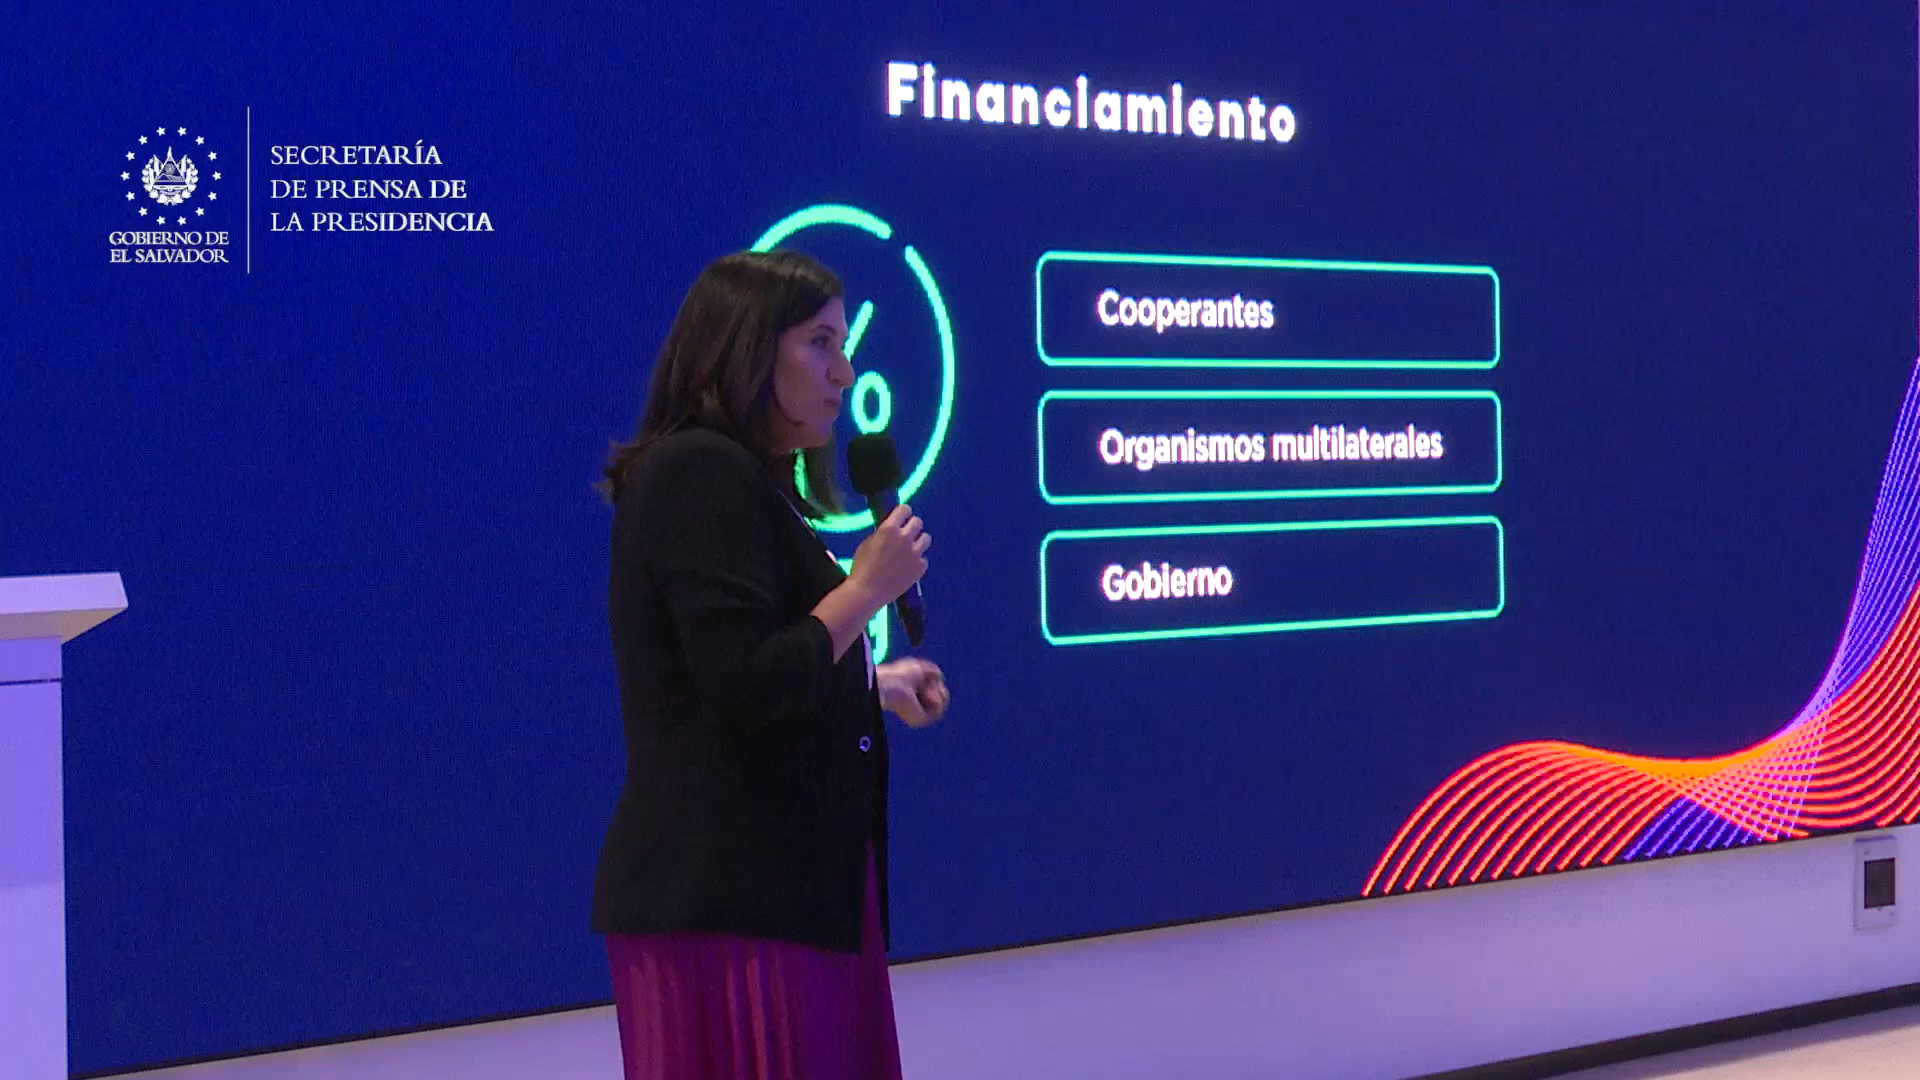 Financiamiento
GOBIERNO DE
EL SALVADOR
SECRETARÍA
DE PRENSA DE
LA PRESIDENCIA
Cooperantes
Organismos multilaterales
Gobierno